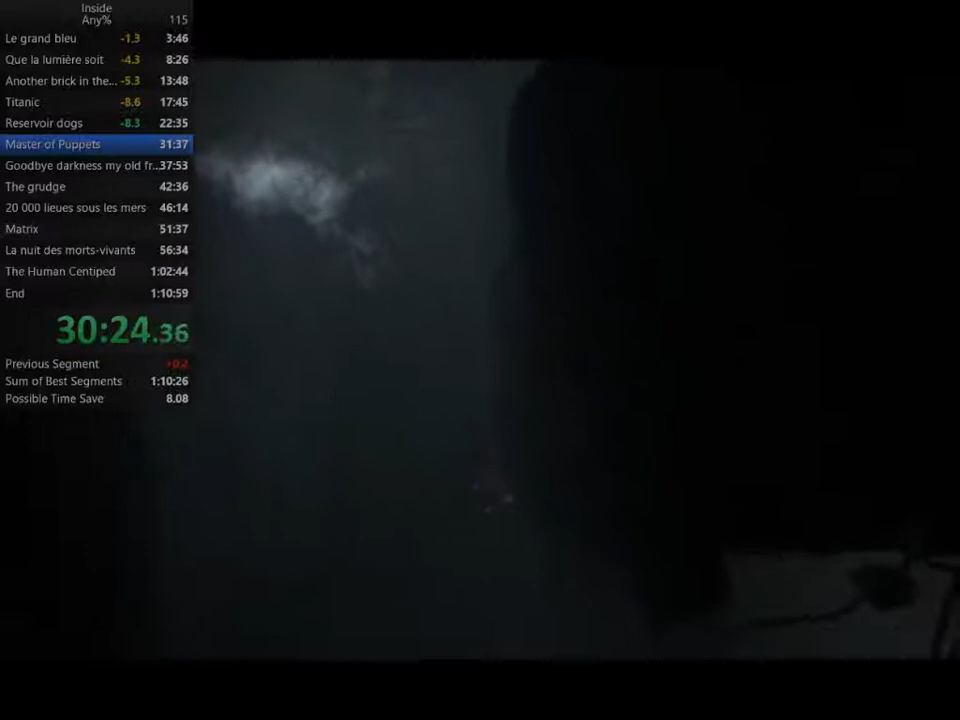 Inside
Any% 115
Le grand bleu -1.3 3:46
Que la lumière soit -4.3 8:26
Another brick in the... -5.3 13:48
Titanic -8.6 17:45
Reservoir dogs -8.3 22:35
Master of Puppets 31:37
Goodbye darkness my old fr... 37:53
The grudge 42:36
20 000 lieues sous les mers 46:14
Matrix 51:37
La nuit des morts-vivants 56:34
The Human Centiped 1:02:44
End 1:10:59
30:24.36
Previous Segment +0.2
Sum of Best Segments 1:10:26
Possible Time Save 8.08